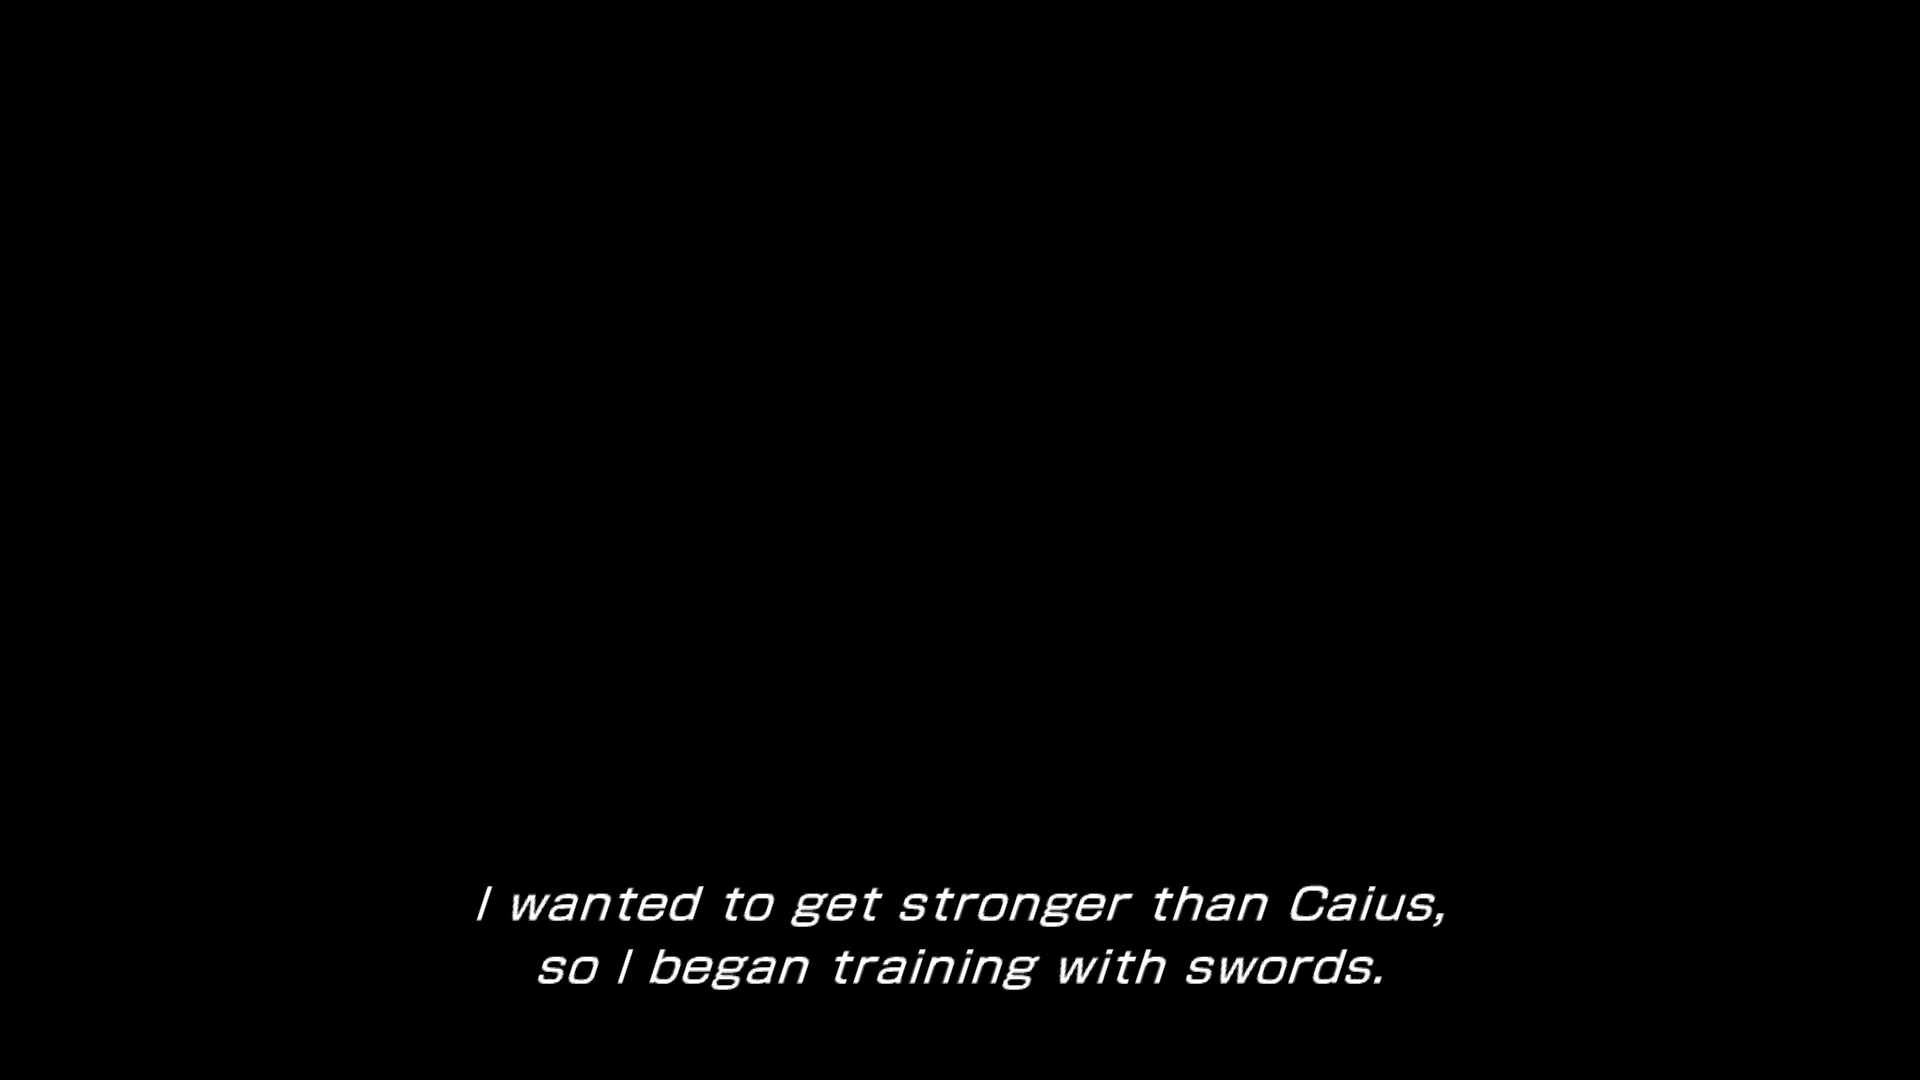 I wanted to get stronger than Caius,
so I began training with swords.